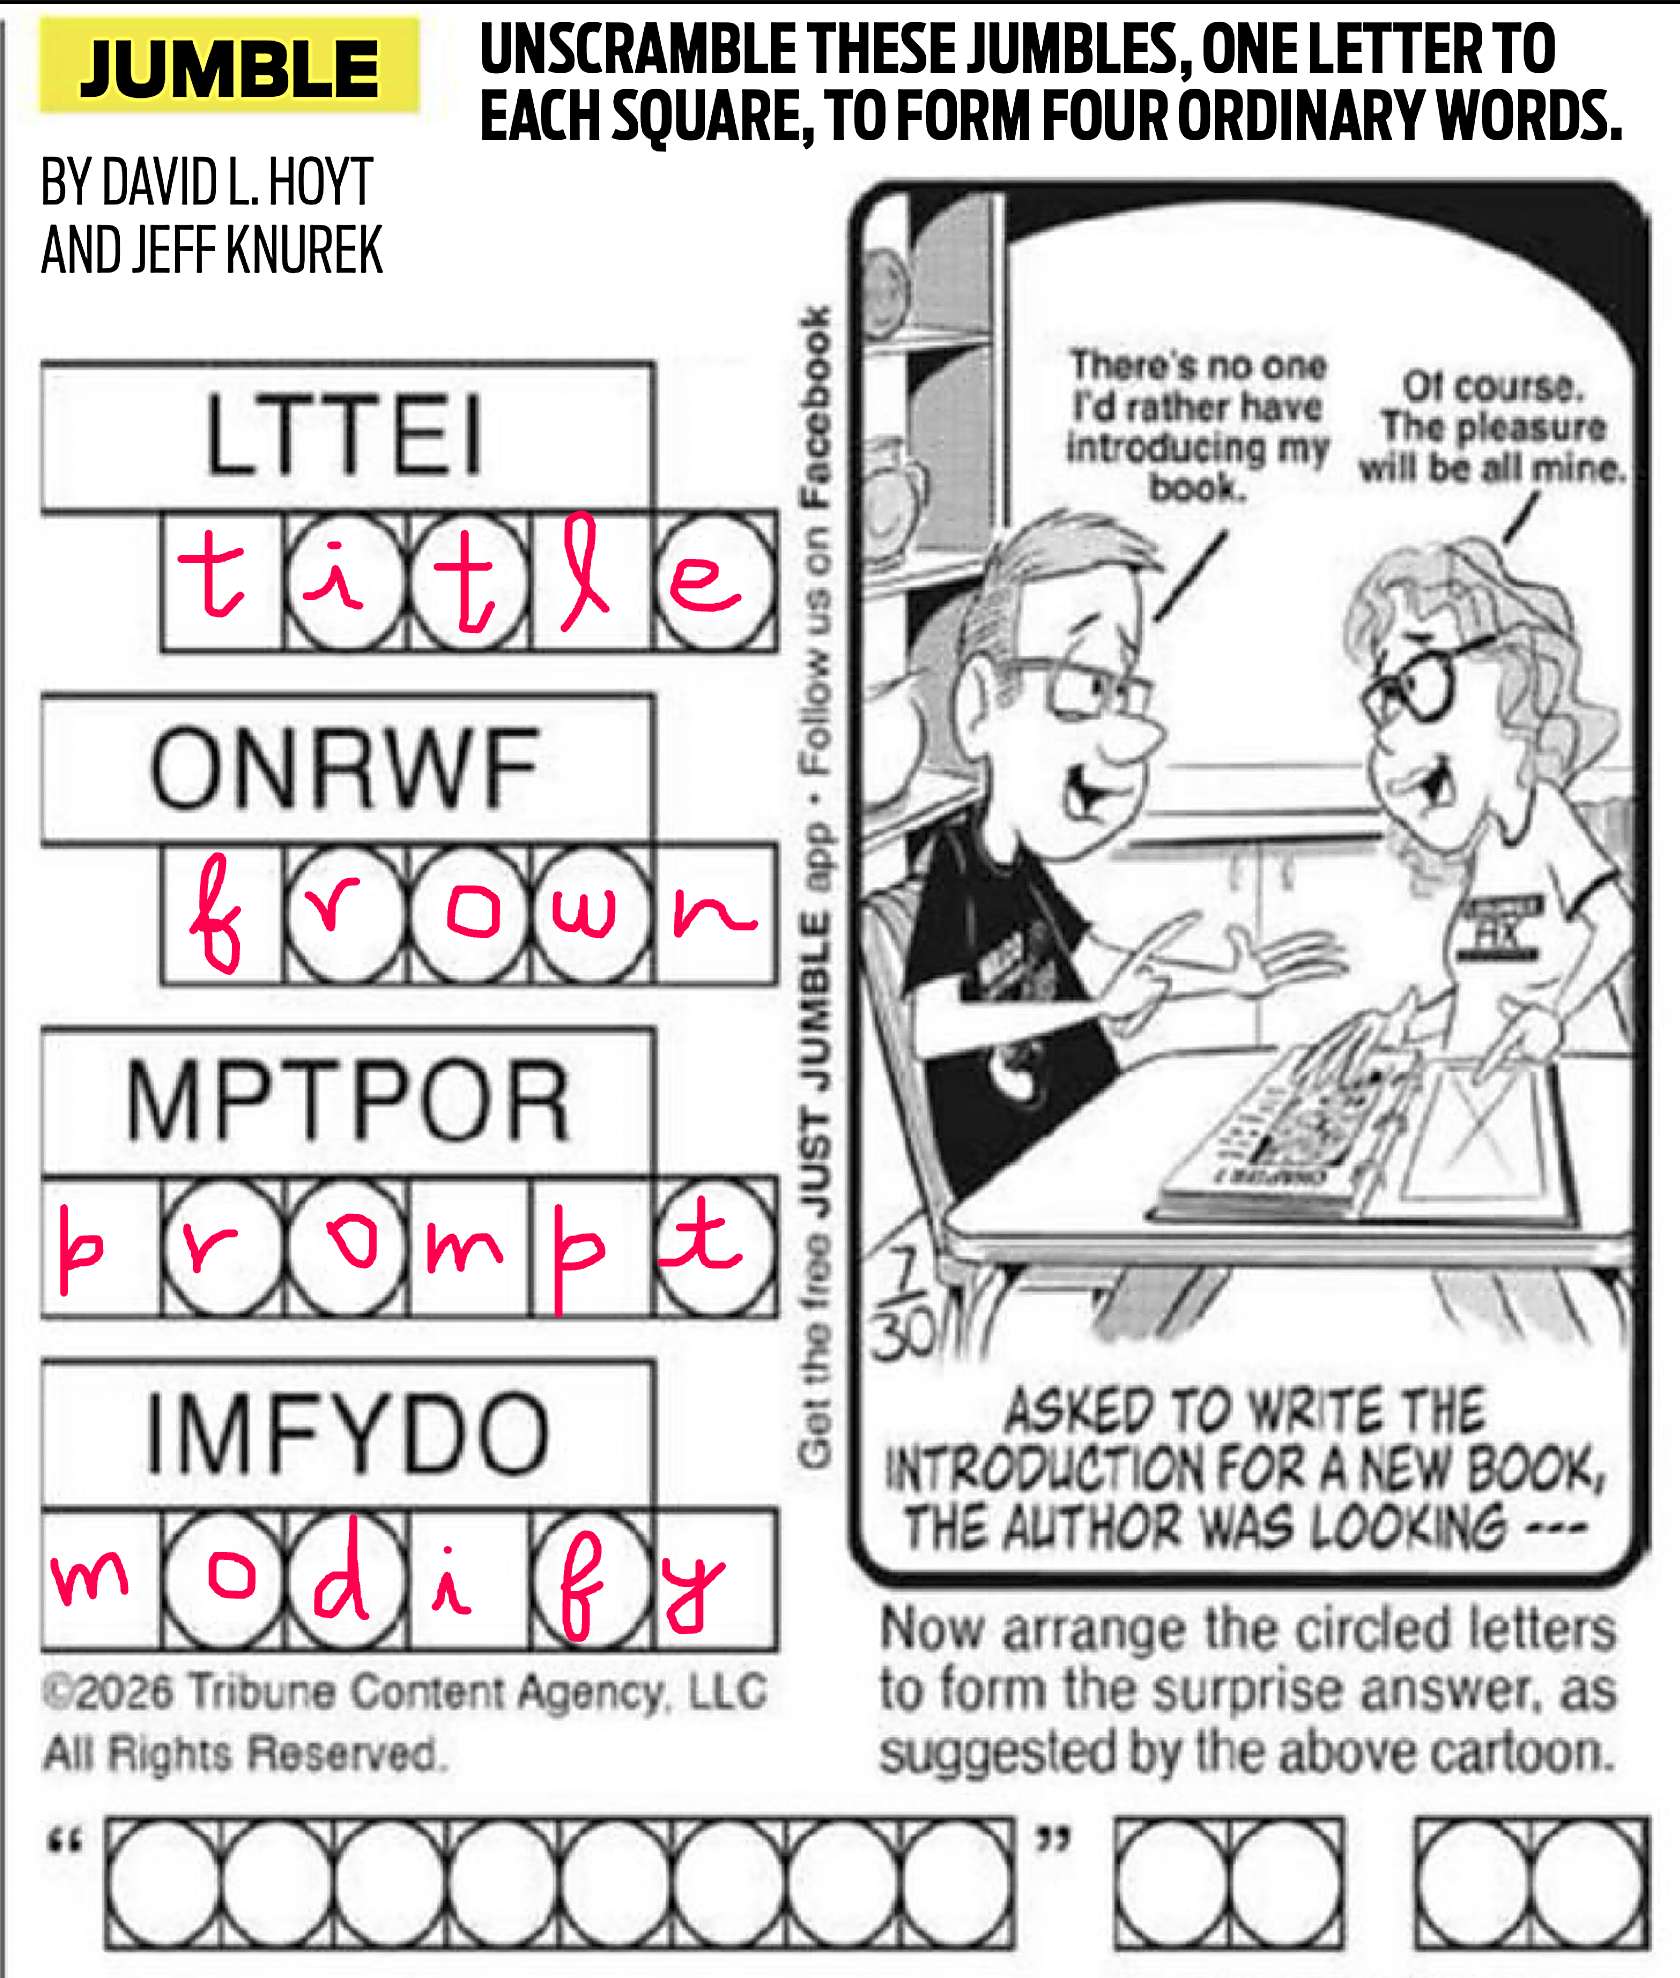 JUMBLE
BY DAVID L. HOYT
AND JEFF KNUREK
UNSCRAMBLE THESE JUMBLES, ONE LETTER TO
EACH SQUARE, TO FORM FOUR ORDINARY WORDS.
LTTEI
title
ONRWF
frown
MPTPOR
prompt
IMFYDO
modify
©2026 Tribune Content Agency, LLC
All Rights Reserved.
Get the free JUST JUMBLE app • Follow us on Facebook
There's no one
I'd rather have
introducing my
book.
Of course.
The pleasure
will be all mine.
CHAPTER 1
7
30
ASKED TO WRITE THE
INTRODUCTION FOR A NEW BOOK,
THE AUTHOR WAS LOOKING ---
Now arrange the circled letters
to form the surprise answer, as
suggested by the above cartoon.
“ ”